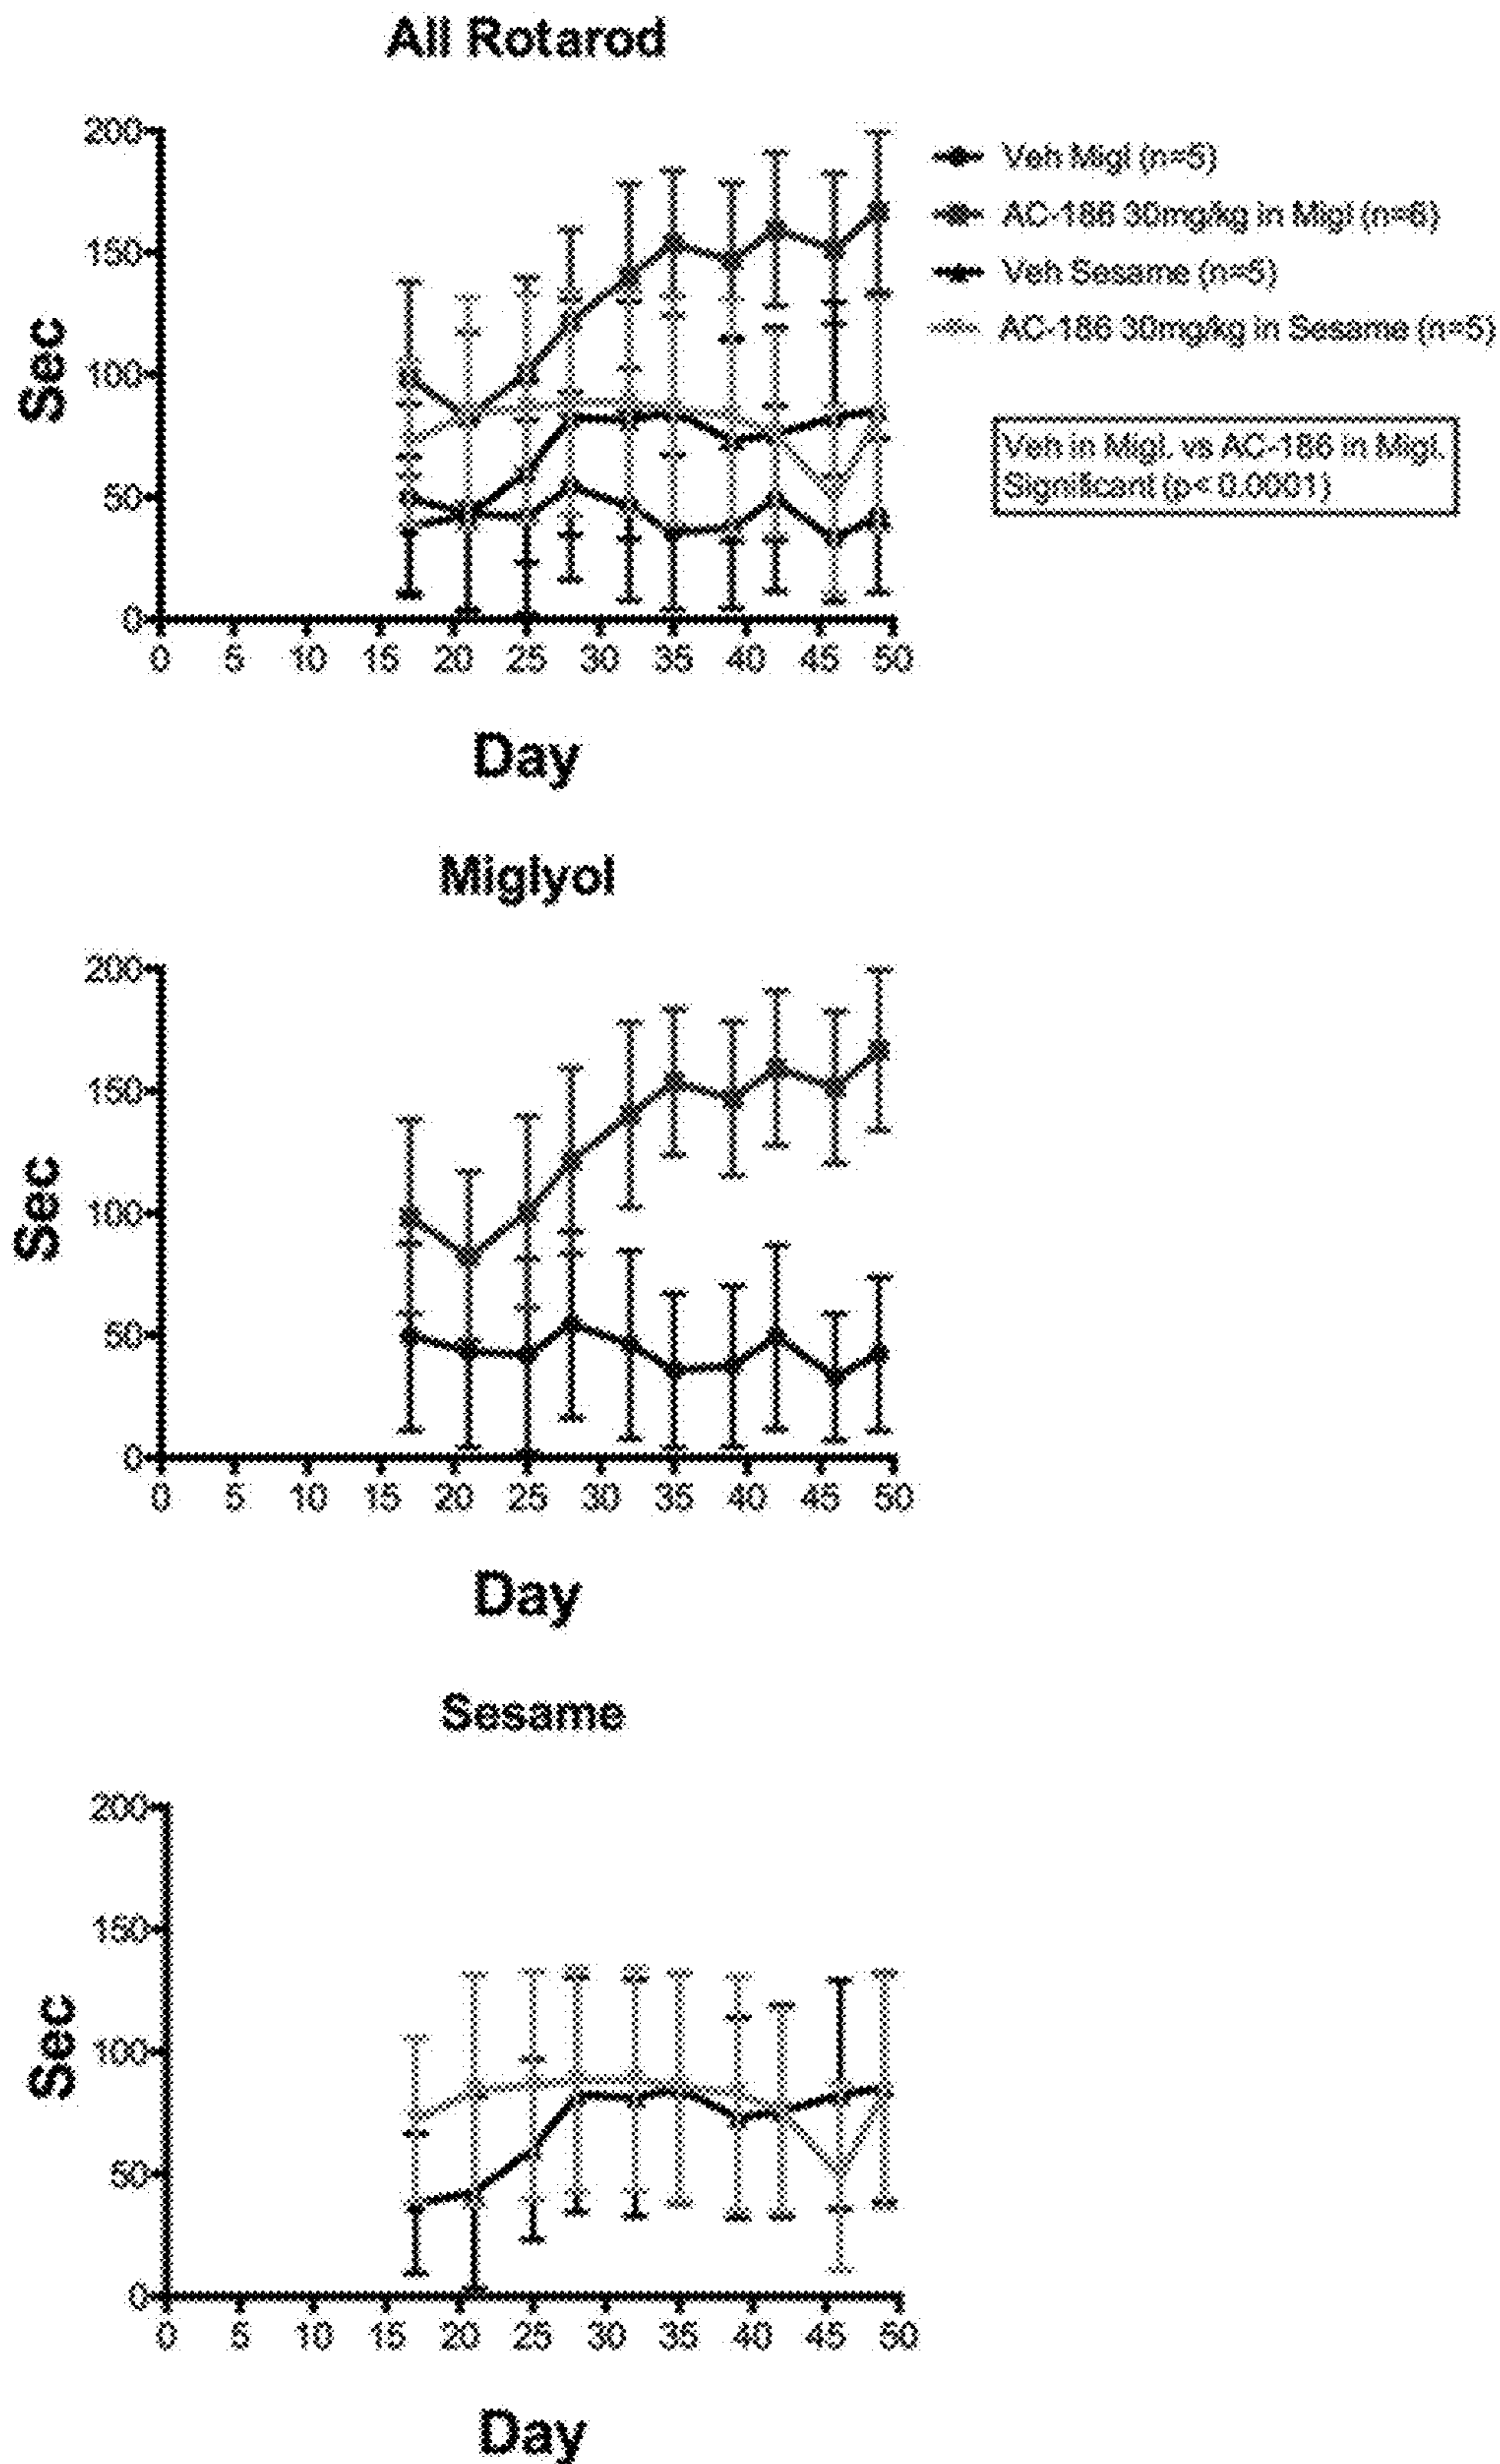 All Rotarod
200
150
100
50
0
Sec
0 5 10 15 20 25 30 35 40 45 50
Day
Veh Migl (n=5)
AC-186 30mg/kg in Migl (n=6)
Veh Sesame (n=5)
AC-186 30mg/kg in Sesame (n=5)
Veh in Migl. vs AC-186 in Migl.
Significant (p< 0.0001)
Miglyol
200
150
100
50
0
Sec
0 5 10 15 20 25 30 35 40 45 50
Day
Sesame
200
150
100
50
0
Sec
0 5 10 15 20 25 30 35 40 45 50
Day